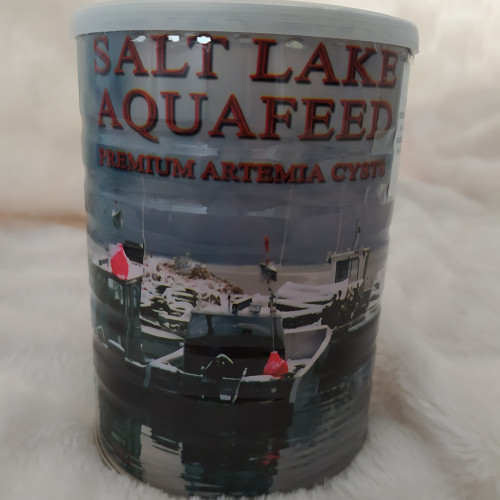 SALT LAKE
AQUAFEED
PREMIUM ARTEMIA CYSTS